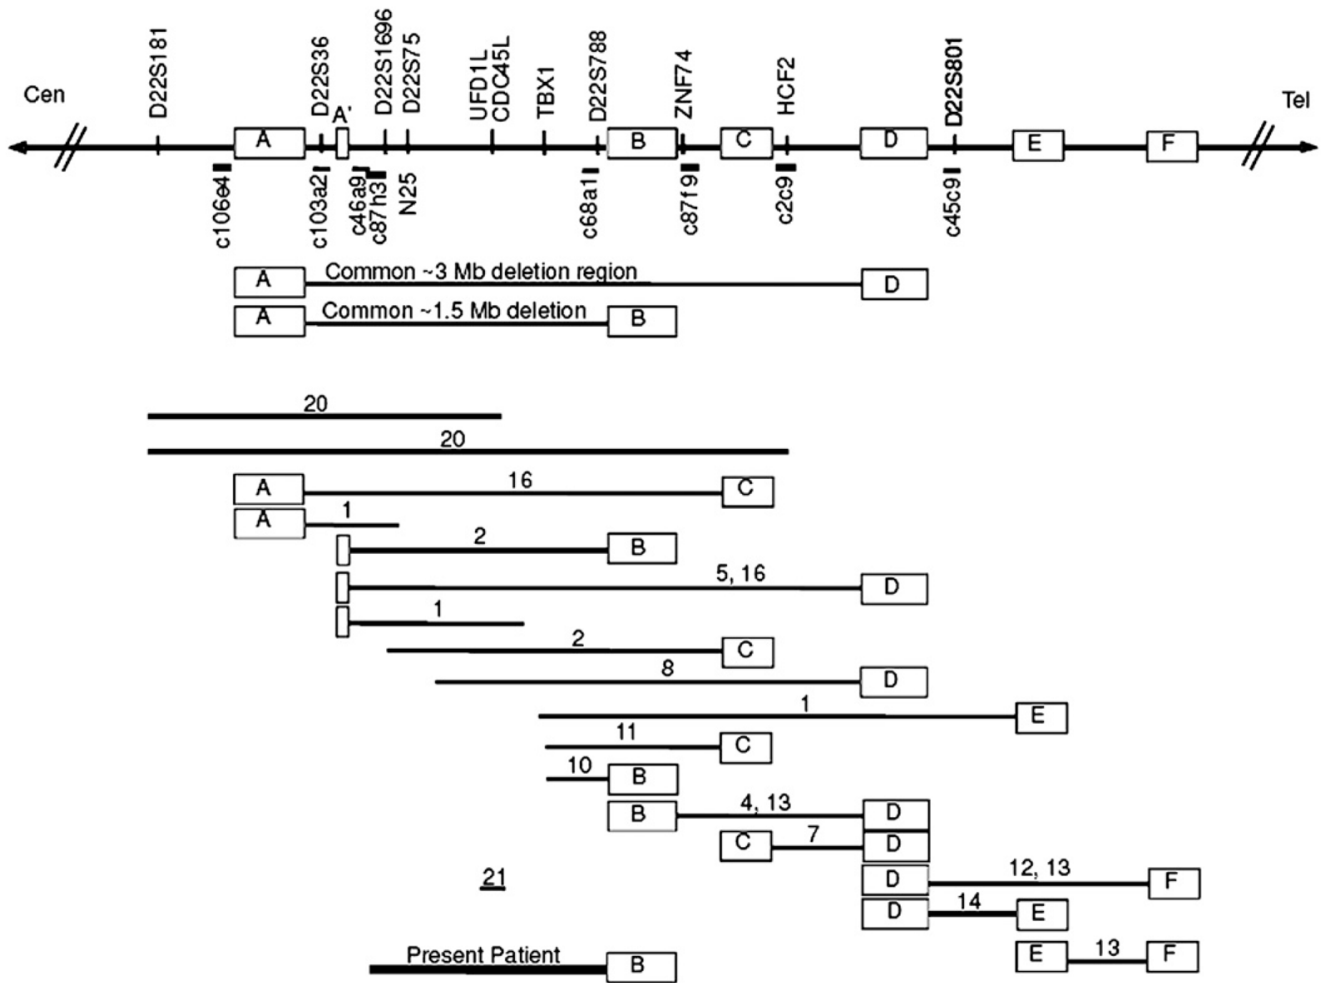 Cen
D22S181
D22S36
A'
D22S1696
D22S75
UFD1L
CDC45L
TBX1
D22S788
ZNF74
HCF2
D22S801
Tel
A
B
C
D
E
F
c106e4
c103a2
c46a9
c87h3
N25
c68a1
c87f9
c2c9
c45c9
A Common ~3 Mb deletion region D
A Common ~1.5 Mb deletion B
20
20
A 16 C
A 1
2 B
5, 16 D
1
2 C
8 D
1 E
11 C
10 B
B 4, 13 D
C 7 D
21
D 12, 13 F
D 14 E
E 13 F
Present Patient B